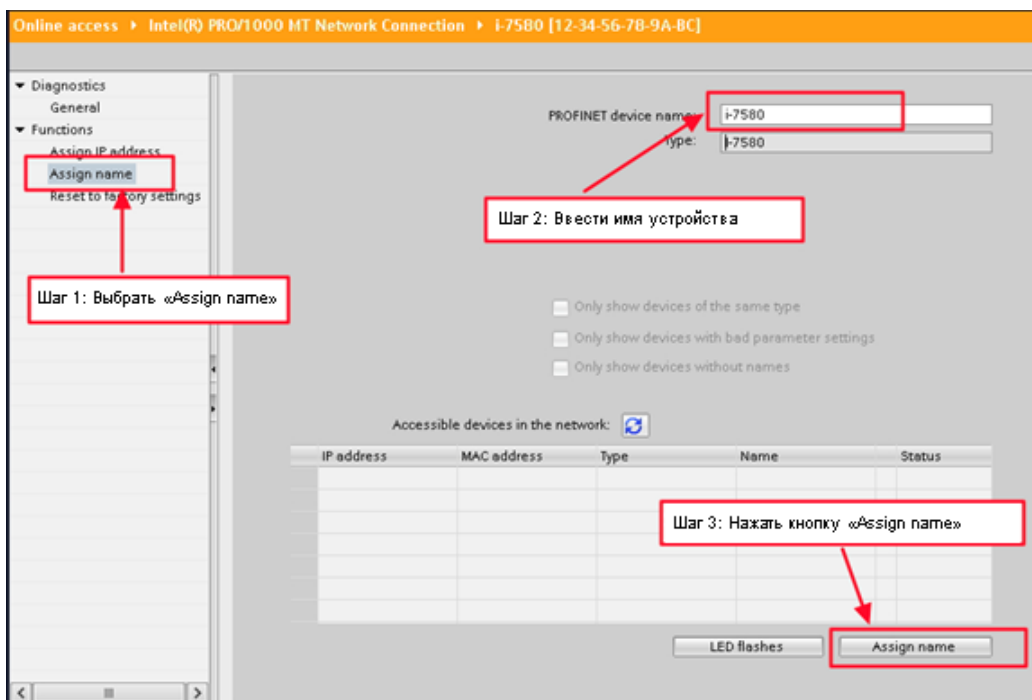 Online access ▸ Intel(R) PRO/1000 MT Network Connection ▸ i-7580 [12-34-56-78-9A-BC]
Diagnostics
General
Functions
Assign IP address
Assign name
Reset to factory settings
Шаг 1: Выбрать «Assign name»
PROFINET device name: i-7580
Type: i-7580
Шаг 2: Ввести имя устройства
Only show devices of the same type
Only show devices with bad parameter settings
Only show devices without names
Accessible devices in the network:
IP address MAC address Type Name Status
Шаг 3: Нажать кнопку «Assign name»
LED flashes Assign name